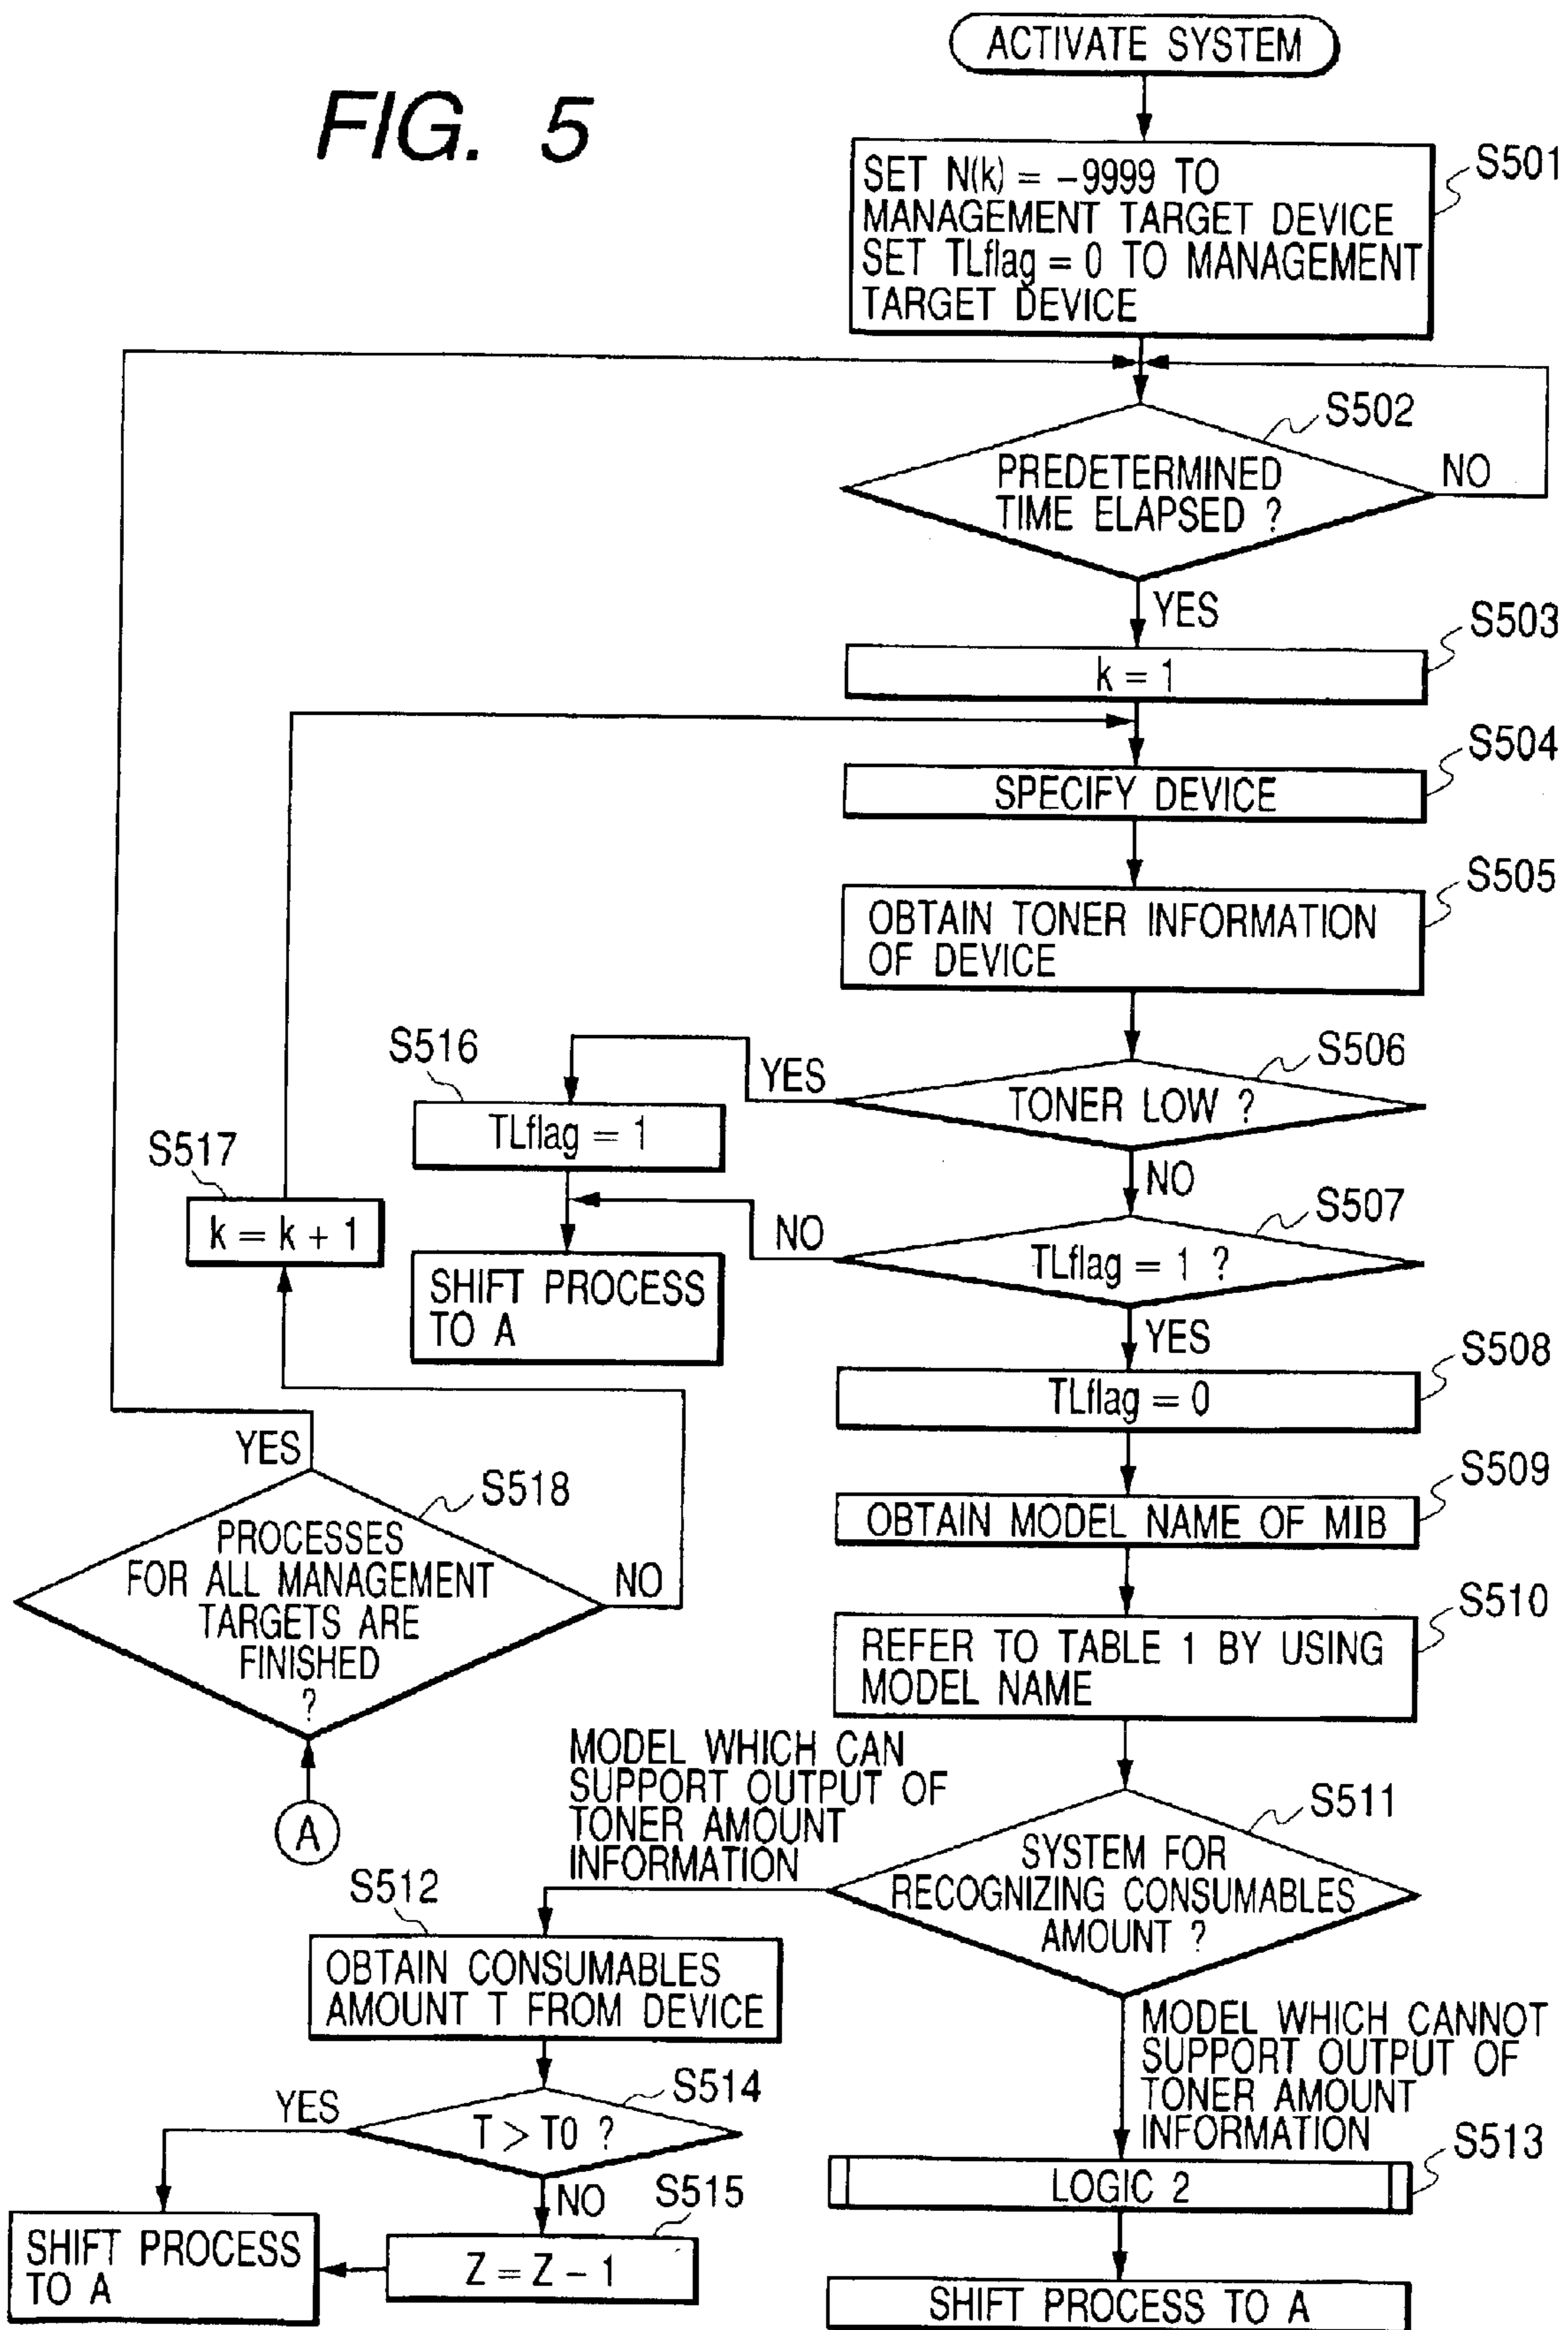 FIG. 5
ACTIVATE SYSTEM
S501
SET N(k) = -9999 TO
MANAGEMENT TARGET DEVICE
SET TLflag = 0 TO MANAGEMENT
TARGET DEVICE
S502
PREDETERMINED
TIME ELAPSED ?
NO
YES
S503
k = 1
S504
SPECIFY DEVICE
S505
OBTAIN TONER INFORMATION
OF DEVICE
S506
TONER LOW ?
YES
NO
S516
TLflag = 1
S507
TLflag = 1 ?
NO
YES
SHIFT PROCESS
TO A
S517
k = k + 1
S508
TLflag = 0
S509
OBTAIN MODEL NAME OF MIB
S510
REFER TO TABLE 1 BY USING
MODEL NAME
YES
S518
PROCESSES
FOR ALL MANAGEMENT
TARGETS ARE
FINISHED
?
NO
A
S511
SYSTEM FOR
RECOGNIZING CONSUMABLES
AMOUNT ?
MODEL WHICH CAN
SUPPORT OUTPUT OF
TONER AMOUNT
INFORMATION
S512
OBTAIN CONSUMABLES
AMOUNT T FROM DEVICE
S514
T > T0 ?
YES
NO
S515
Z = Z - 1
SHIFT PROCESS
TO A
MODEL WHICH CANNOT
SUPPORT OUTPUT OF
TONER AMOUNT
INFORMATION
S513
LOGIC 2
SHIFT PROCESS TO A